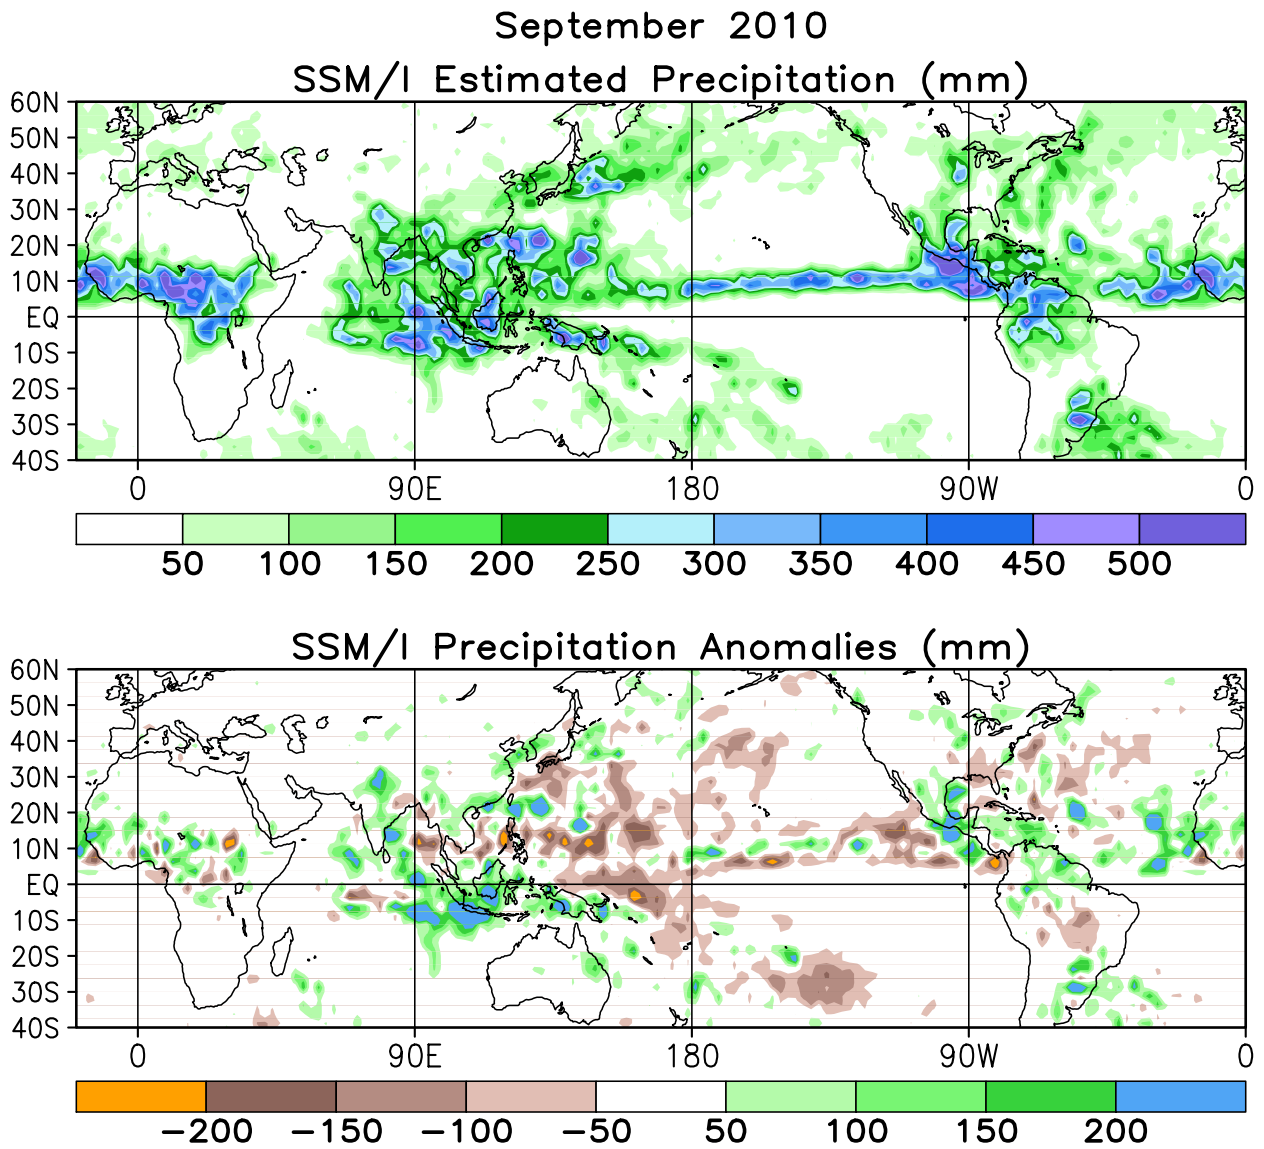 September 2010
SSM/I Estimated Precipitation (mm)
60N
50N
40N
30N
20N
10N
EQ
10S
20S
30S
40S
0 90E 180 90W 0
50 100 150 200 250 300 350 400 450 500
SSM/I Precipitation Anomalies (mm)
60N
50N
40N
30N
20N
10N
EQ
10S
20S
30S
40S
0 90E 180 90W 0
−200 −150 −100 −50 50 100 150 200